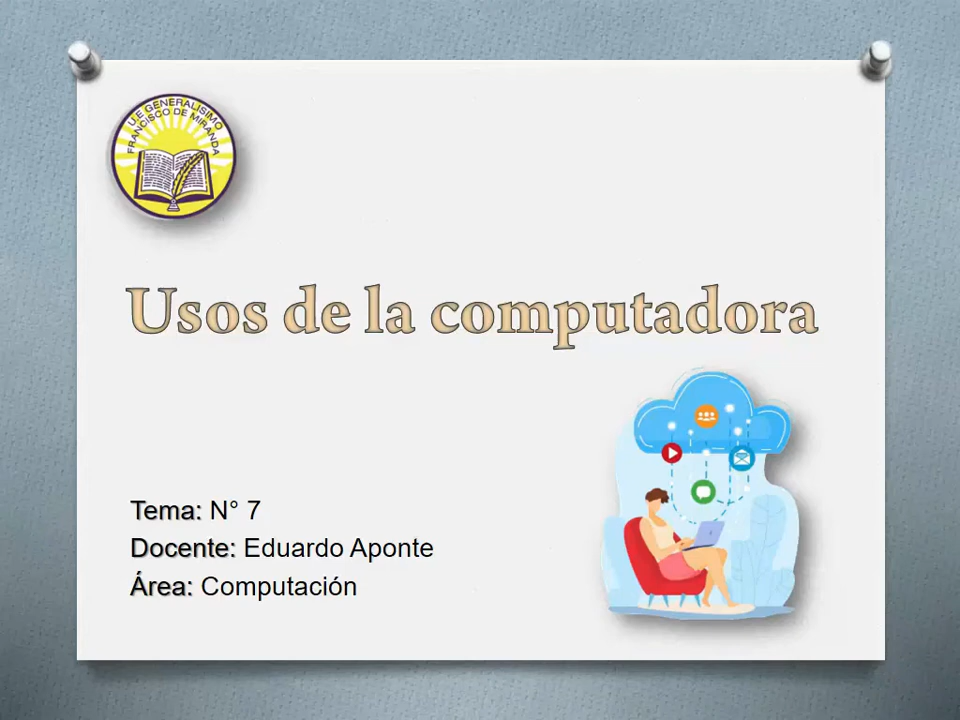 U.E GENERALISIMO
FRANCISCO DE MIRANDA
Usos de la computadora
Tema: N° 7
Docente: Eduardo Aponte
Área: Computación